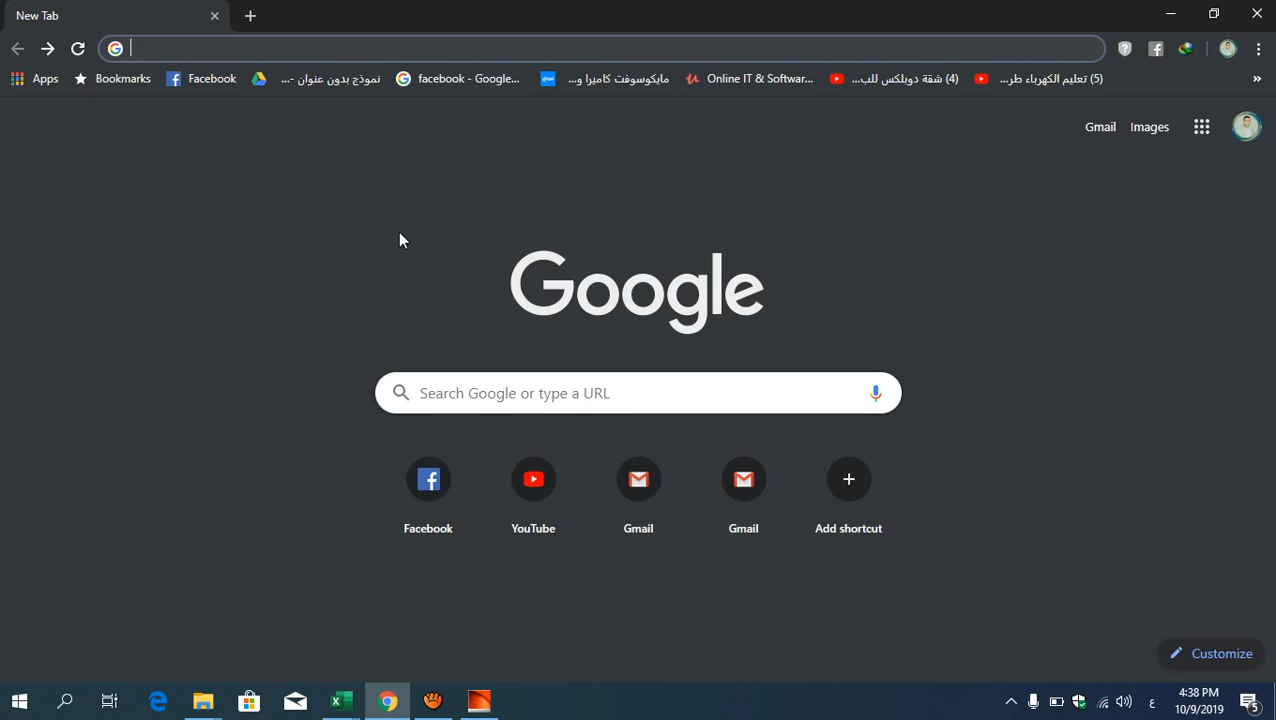 New Tab
Apps Bookmarks Facebook نموذج بدون عنوان -... facebook - Google... مايكوسوفت كاميرا و... Online IT & Softwar... (4) شقة دوبلكس للب... (5) تعليم الكهرباء طر... »
Gmail Images
Google
Search Google or type a URL
Facebook YouTube Gmail Gmail Add shortcut
Customize
ع 4:38 PM
10/9/2019 5